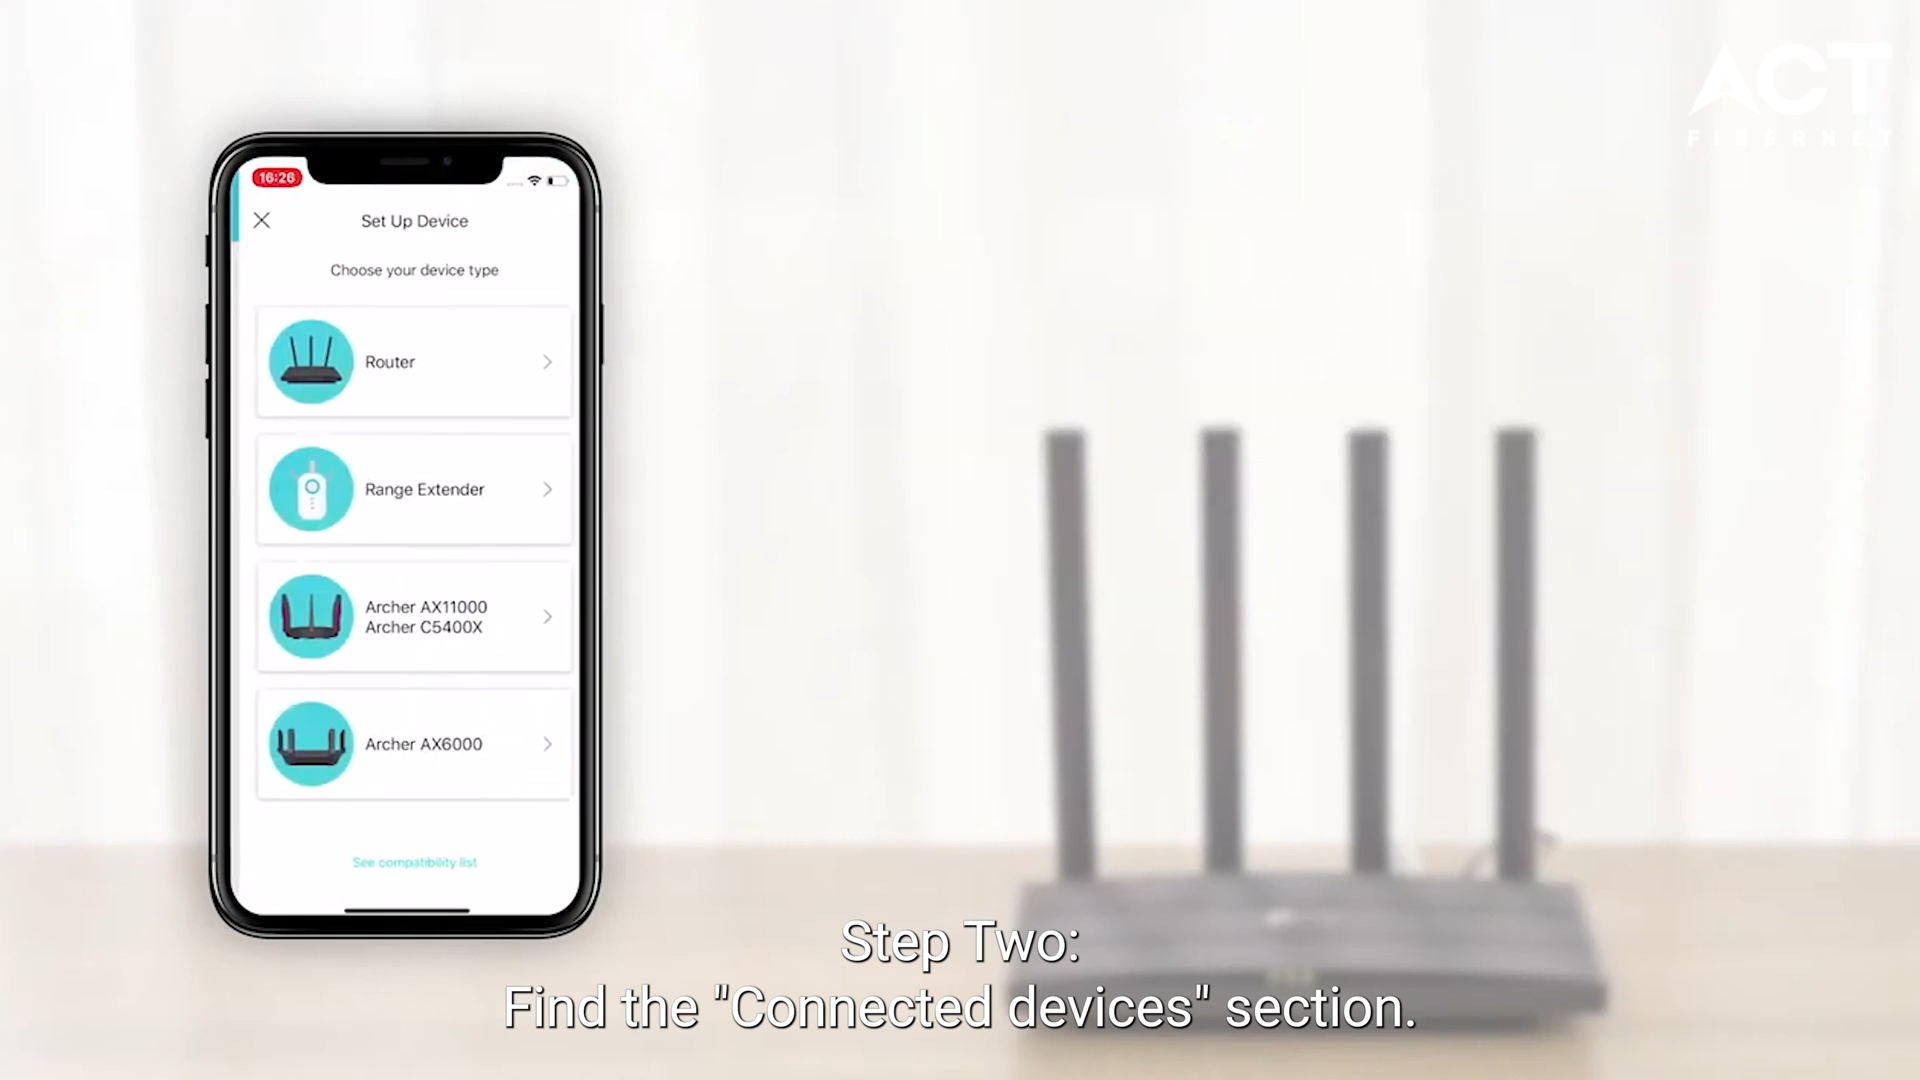 ACT
FIBERNET
16:26
Set Up Device
Choose your device type
Router
Range Extender
Archer AX11000
Archer C5400X
Archer AX6000
See compatibility list
Step Two:
Find the "Connected devices" section.